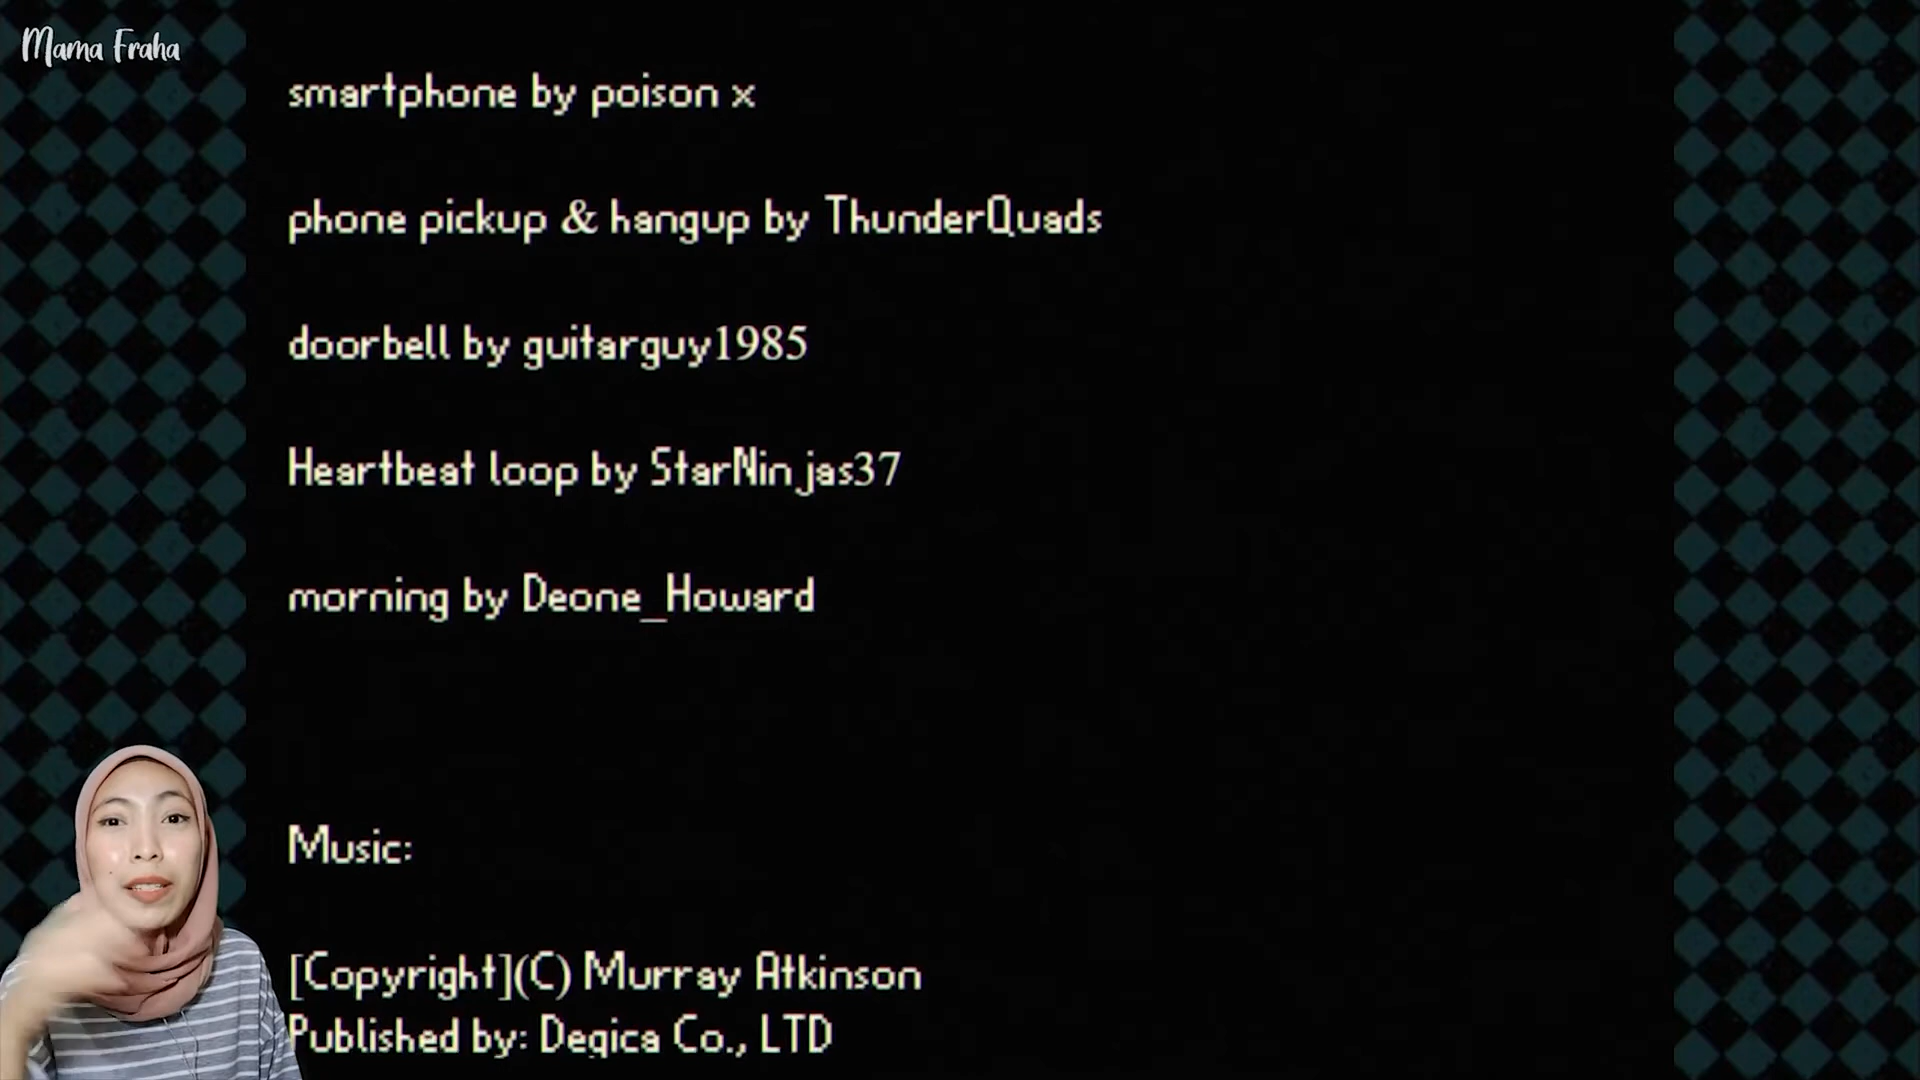 Mama Fraha
smartphone by poison x
phone pickup & hangup by ThunderQuads
doorbell by guitarguy1985
Heartbeat loop by StarNinjas37
morning by Deone_Howard
Music:
[Copyright](C) Murray Atkinson
Published by: Degica Co., LTD